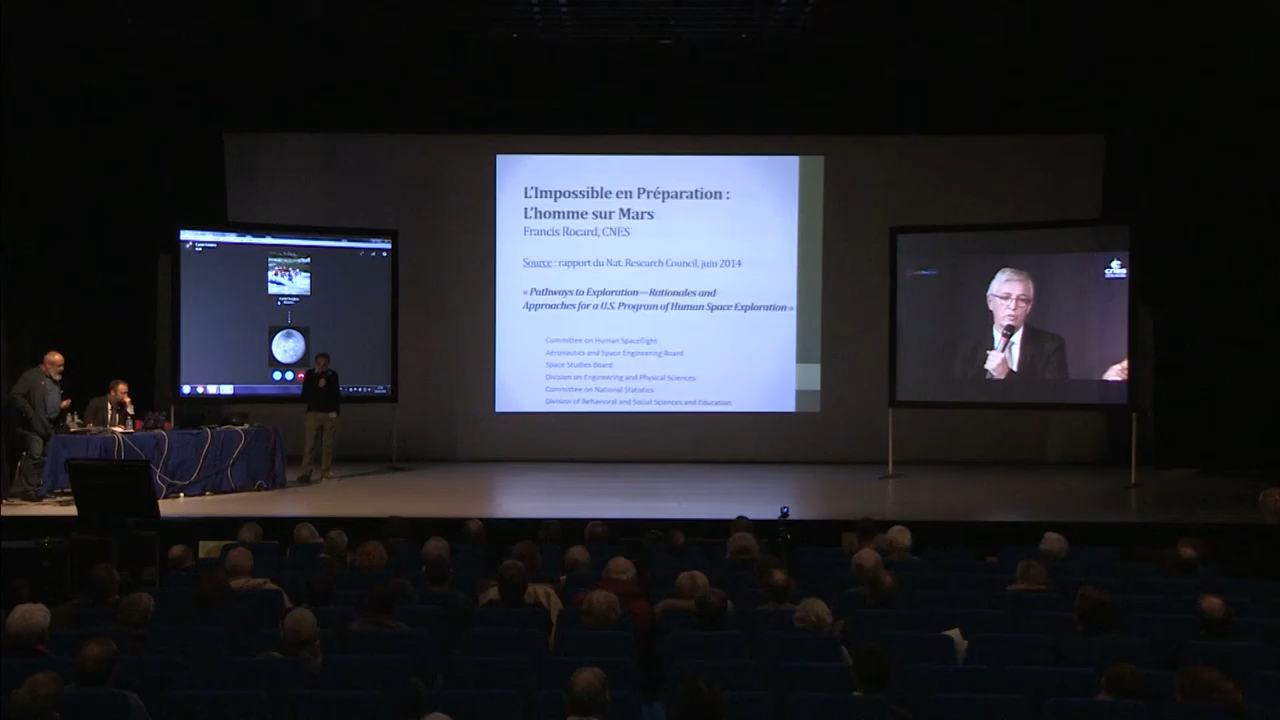 L'Impossible en Préparation :
L'homme sur Mars
Francis Rocard, CNES
Source : rapport du Nat. Research Council, juin 2014
« Pathways to Exploration—Rationales and
Approaches for a U.S. Program of Human Space Exploration »
Committee on Human Spaceflight
Aeronautics and Space Engineering Board
Space Studies Board
Division on Engineering and Physical Sciences
Committee on National Statistics
Division of Behavioral and Social Sciences and Education
cnes